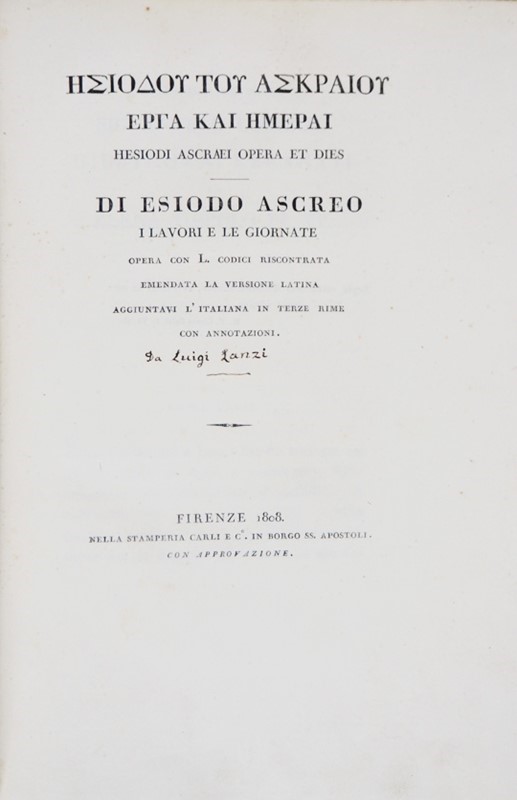 ΗΣΙΟΔΟΥ ΤΟΥ ΑΣΚΡΑΙΟΥ
ΕΡΓΑ ΚΑΙ ΗΜΕΡΑΙ
HESIODI ASCRAEI OPERA ET DIES
DI ESIODO ASCREO
I LAVORI E LE GIORNATE
OPERA CON L. CODICI RISCONTRATA
EMENDATA LA VERSIONE LATINA
AGGIUNTAVI L' ITALIANA IN TERZE RIME
CON ANNOTAZIONI.
Da Luigi Lanzi
FIRENZE 1808.
NELLA STAMPERIA CARLI E C°. IN BORGO SS. APOSTOLI.
CON APPROVAZIONE.